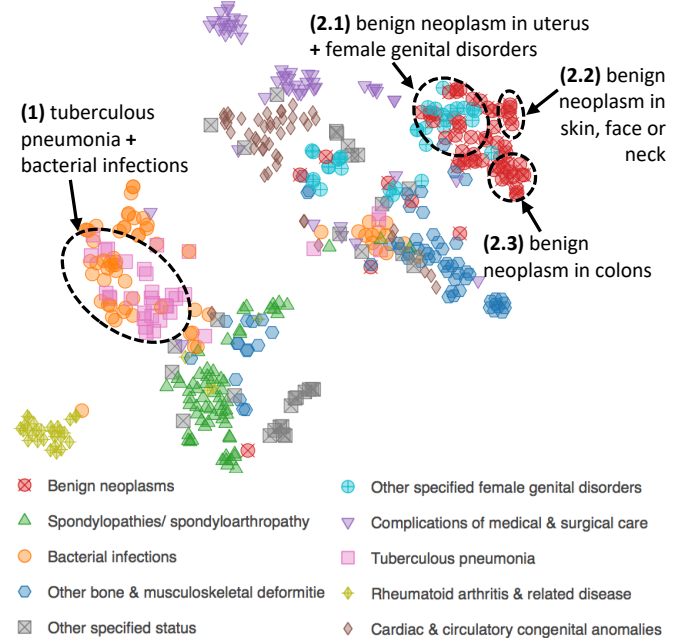 (2.1) benign neoplasm in uterus
+ female genital disorders
(1) tuberculous
pneumonia +
bacterial infections
(2.2) benign
neoplasm in
skin, face or
neck
(2.3) benign
neoplasm in colons
Benign neoplasms
Other specified female genital disorders
Spondylopathies/ spondyloarthropathy
Complications of medical & surgical care
Bacterial infections
Tuberculous pneumonia
Other bone & musculoskeletal deformitie
Rheumatoid arthritis & related disease
Other specified status
Cardiac & circulatory congenital anomalies